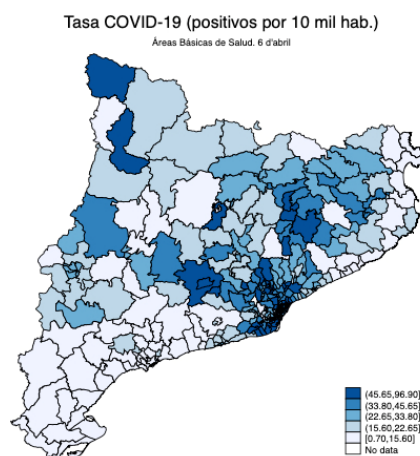 Tasa COVID-19 (positivos por 10 mil hab.)
Áreas Básicas de Salud. 6 d'abril
(45.65,96.90]
(33.80,45.65]
(22.65,33.80]
(15.60,22.65]
[0.70,15.60]
No data